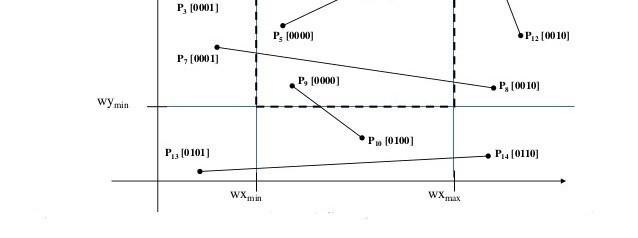 P3 [0001]
P5 [0000]
P12 [0010]
P7 [0001]
P9 [0000]
P8 [0010]
wymin
P10 [0100]
P13 [0101]
P14 [0110]
wxmin
wxmax